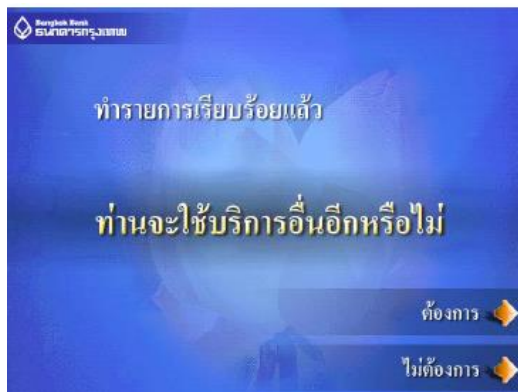 Bangkok Bank
ธนาคารกรุงเทพ
ทำรายการเรียบร้อยแล้ว
ท่านจะใช้บริการอื่นอีกหรือไม่
ต้องการ
ไม่ต้องการ